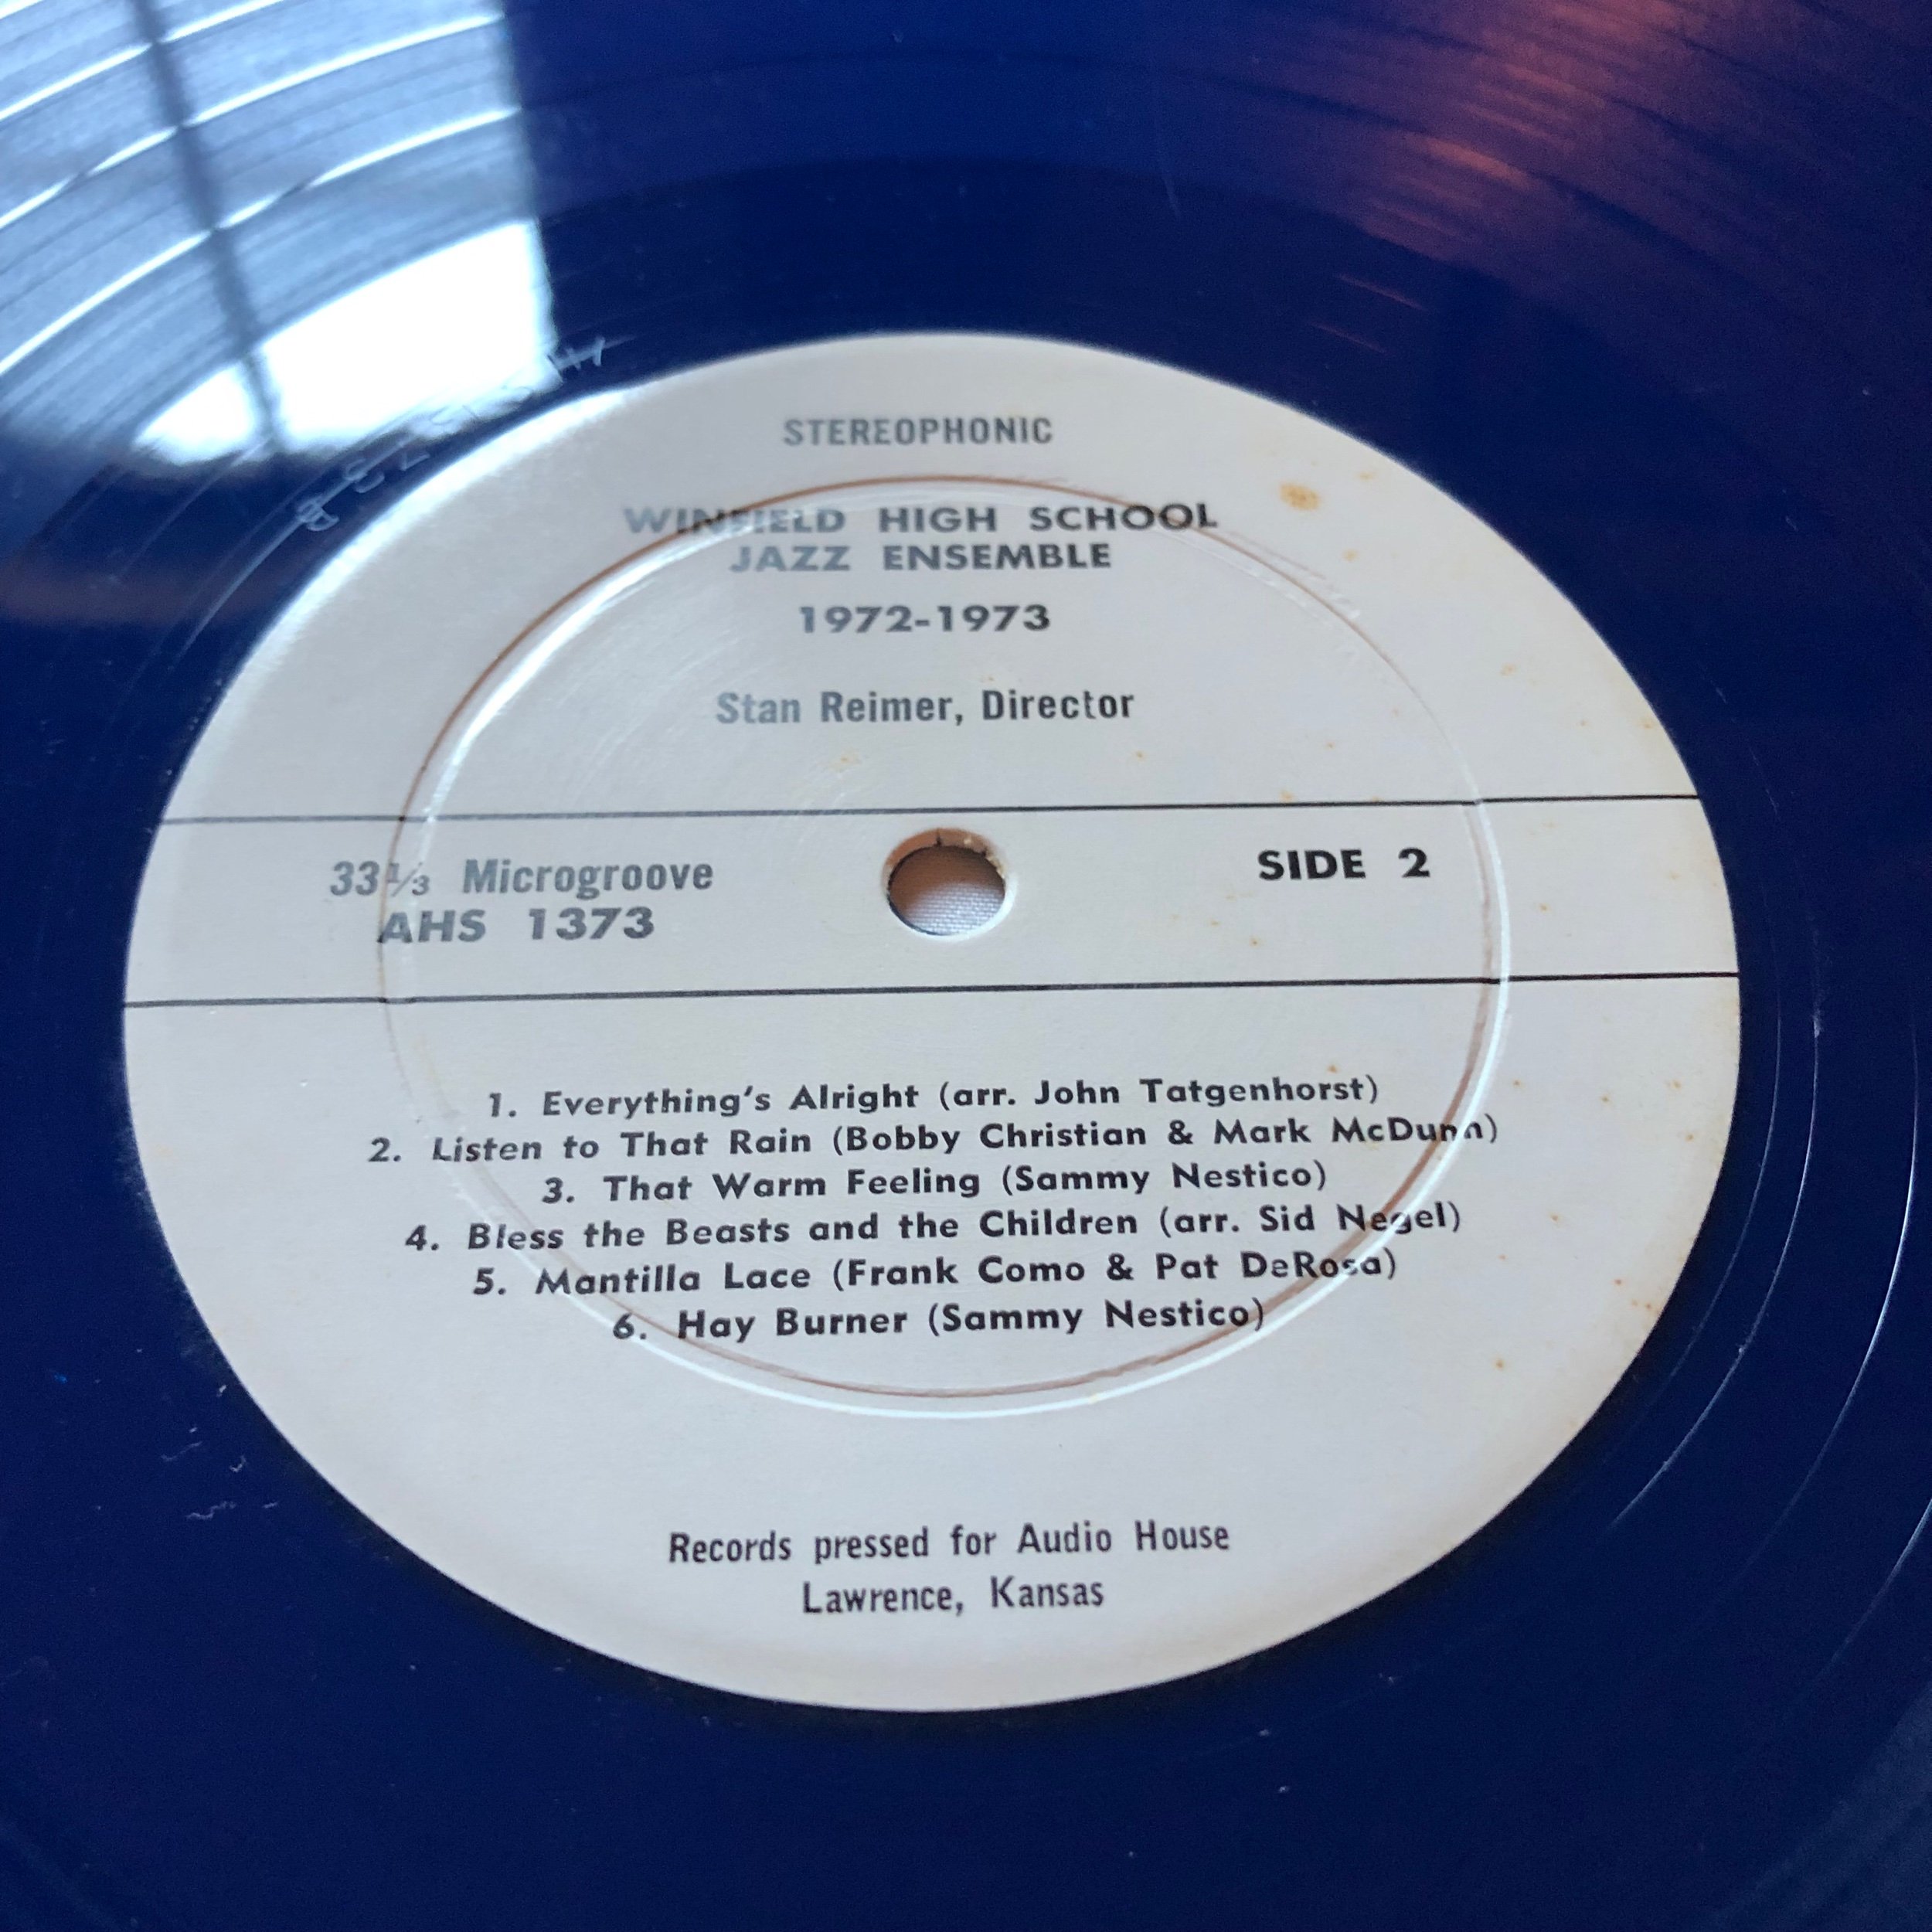 STEREOPHONIC
WINFIELD HIGH SCHOOL
JAZZ ENSEMBLE
1972-1973
Stan Reimer, Director
33⅓ Microgroove
AHS 1373
SIDE 2
1. Everything's Alright (arr. John Tatgenhorst)
2. Listen to That Rain (Bobby Christian & Mark McDunn)
3. That Warm Feeling (Sammy Nestico)
4. Bless the Beasts and the Children (arr. Sid Negel)
5. Mantilla Lace (Frank Como & Pat DeRosa)
6. Hay Burner (Sammy Nestico)
Records pressed for Audio House
Lawrence, Kansas